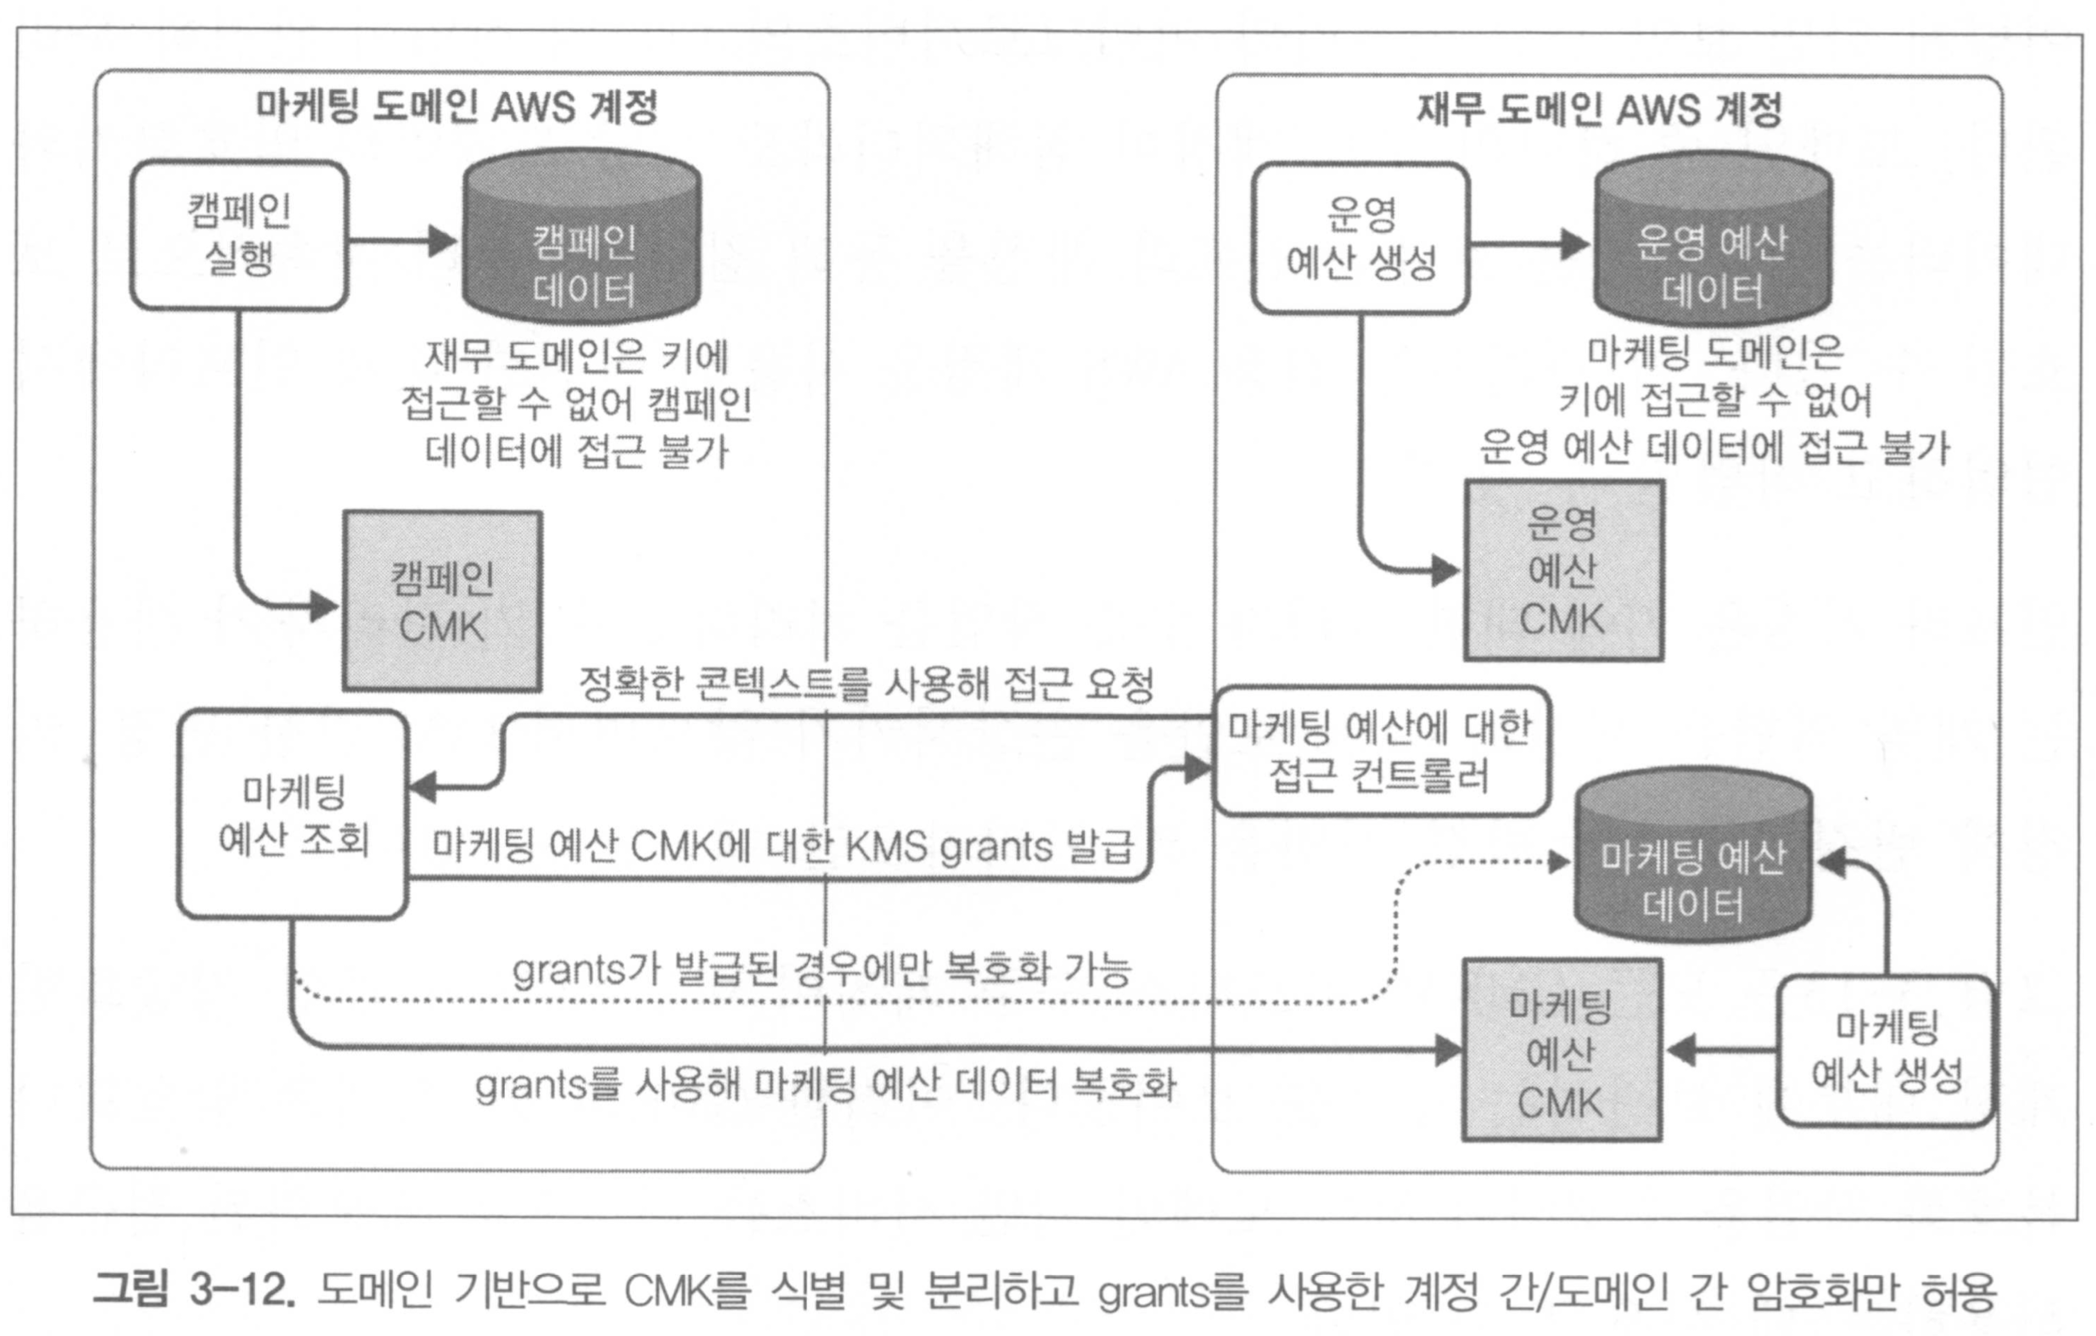 마케팅 도메인 AWS 계정
캠페인
실행
캠페인
데이터
재무 도메인은 키에
접근할 수 없어 캠페인
데이터에 접근 불가
캠페인
CMK
재무 도메인 AWS 계정
운영
예산 생성
운영 예산
데이터
마케팅 도메인은
키에 접근할 수 없어
운영 예산 데이터에 접근 불가
운영
예산
CMK
정확한 콘텍스트를 사용해 접근 요청
마케팅 예산에 대한
접근 컨트롤러
마케팅
예산 조회
마케팅 예산 CMK에 대한 KMS grants 발급
마케팅 예산
데이터
grants가 발급된 경우에만 복호화 가능
마케팅
예산
CMK
마케팅
예산 생성
grants를 사용해 마케팅 예산 데이터 복호화
그림 3-12. 도메인 기반으로 CMK를 식별 및 분리하고 grants를 사용한 계정 간/도메인 간 암호화만 허용